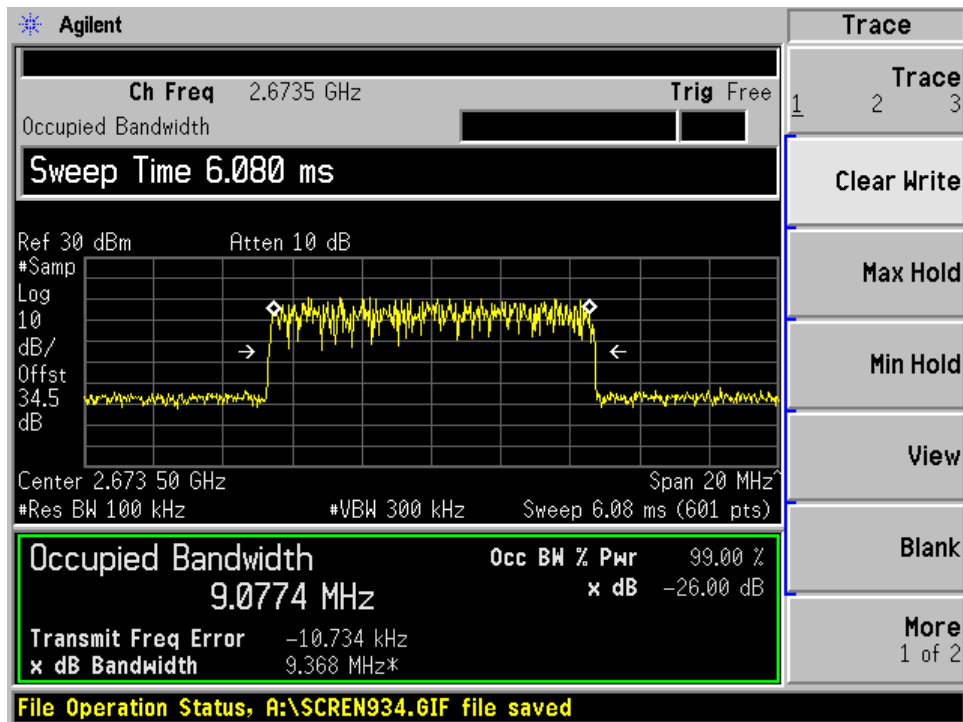 Agilent
Trace
Ch Freq 2.6735 GHz Trig Free
Occupied Bandwidth
Trace
1 2 3
Sweep Time 6.080 ms
Clear Write
Ref 30 dBm Atten 10 dB
#Samp
Log
10
dB/
Offst
34.5
dB
Max Hold
Min Hold
View
Center 2.673 50 GHz Span 20 MHz^
#Res BW 100 kHz #VBW 300 kHz Sweep 6.08 ms (601 pts)
Occupied Bandwidth Occ BW % Pwr 99.00 %
9.0774 MHz x dB -26.00 dB
Transmit Freq Error -10.734 kHz
x dB Bandwidth 9.368 MHz*
Blank
More
1 of 2
File Operation Status, A:\SCREN934.GIF file saved